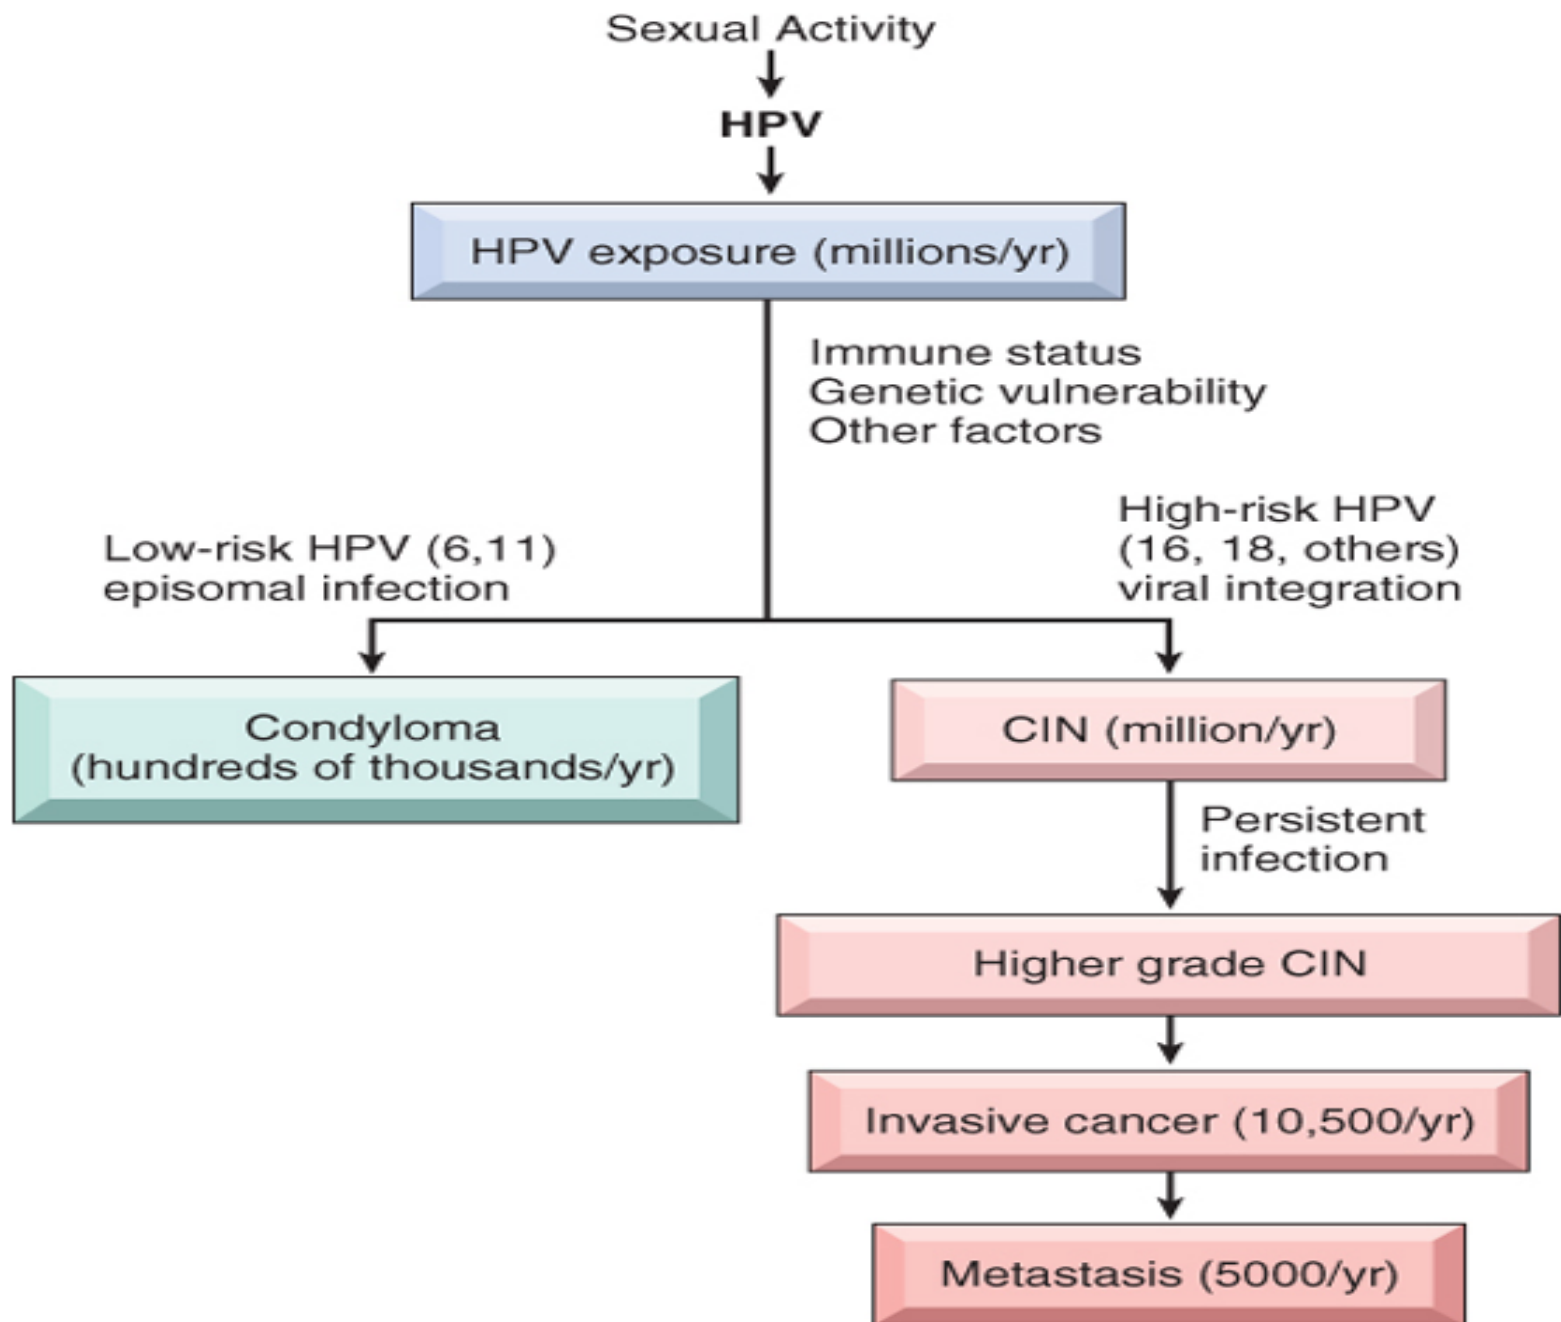 Sexual Activity
HPV
HPV exposure (millions/yr)
Immune status
Genetic vulnerability
Other factors
Low-risk HPV (6,11)
episomal infection
High-risk HPV
(16, 18, others)
viral integration
Condyloma
(hundreds of thousands/yr)
CIN (million/yr)
Persistent
infection
Higher grade CIN
Invasive cancer (10,500/yr)
Metastasis (5000/yr)